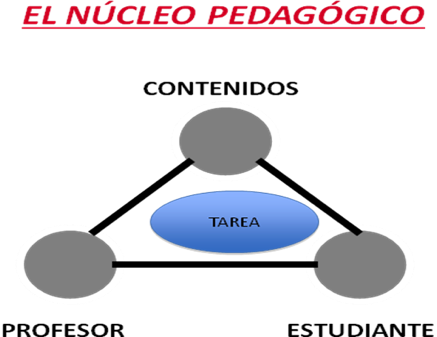 EL NÚCLEO PEDAGÓGICO
CONTENIDOS
TAREA
PROFESOR
ESTUDIANTE